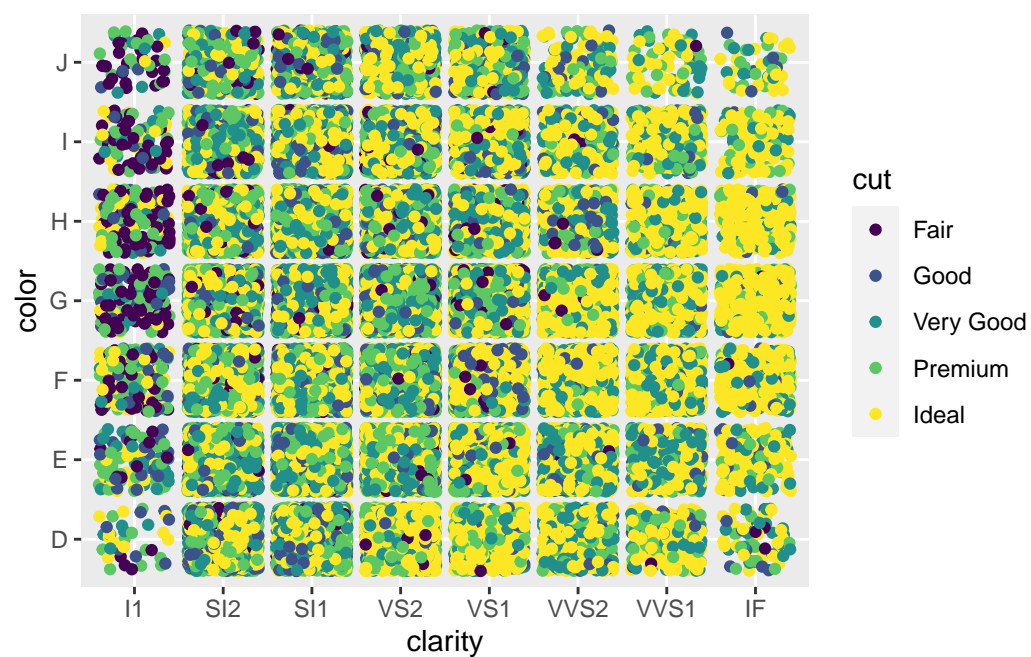 color
J
I
H
G
F
E
D
I1 SI2 SI1 VS2 VS1 VVS2 VVS1 IF
clarity
cut
Fair
Good
Very Good
Premium
Ideal